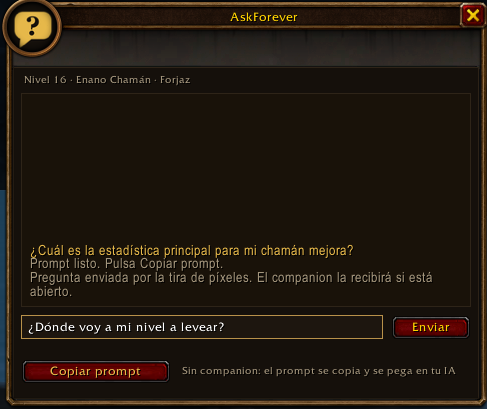 AskForever
Nivel 16 · Enano Chamán · Forjaz
¿Cuál es la estadística principal para mi chamán mejora?
Prompt listo. Pulsa Copiar prompt.
Pregunta enviada por la tira de píxeles. El companion la recibirá si está
abierto.
¿Dónde voy a mi nivel a levear?
Enviar
Copiar prompt
Sin companion: el prompt se copia y se pega en tu IA